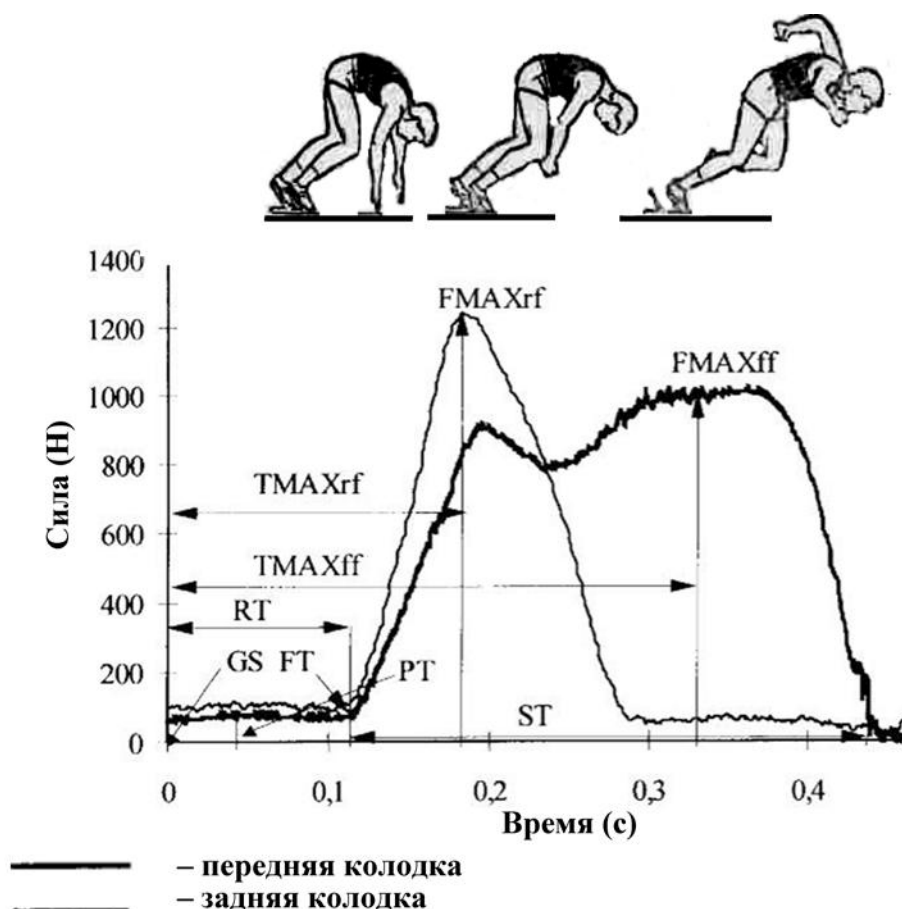 1400
FMAXrf
1200
FMAXff
1000
800
TMAXrf
600
TMAXff
400
RT
GS FT
PT
200
ST
0
0 0,1 0,2 0,3 0,4
Сила (Н)
Время (с)
– передняя колодка
– задняя колодка